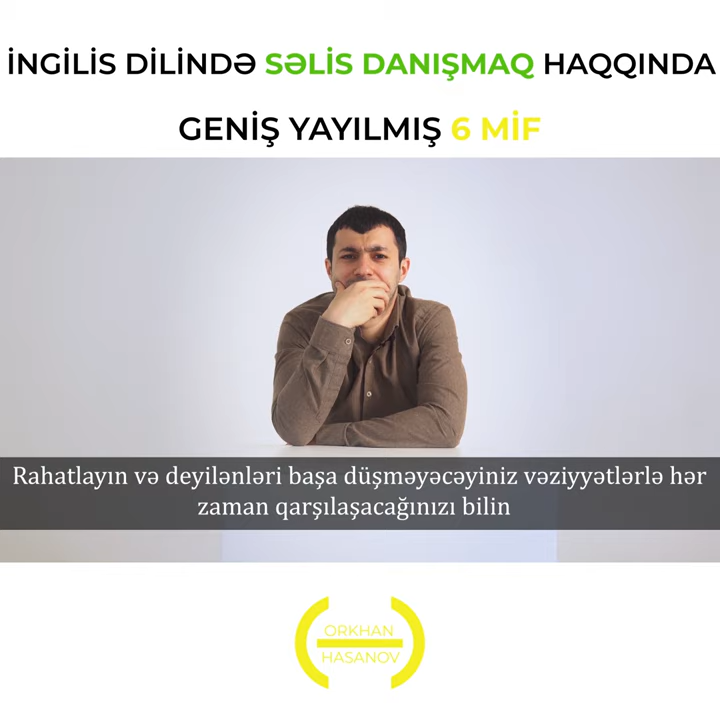 İNGİLİS DİLİNDƏ SƏLİS DANIŞMAQ HAQQINDA
GENİŞ YAYILMIŞ 6 MİF
Rahatlayın və deyilənləri başa düşməyəcəyiniz vəziyyətlərlə hər
zaman qarşılaşacağınızı bilin
ORKHAN
HASANOV